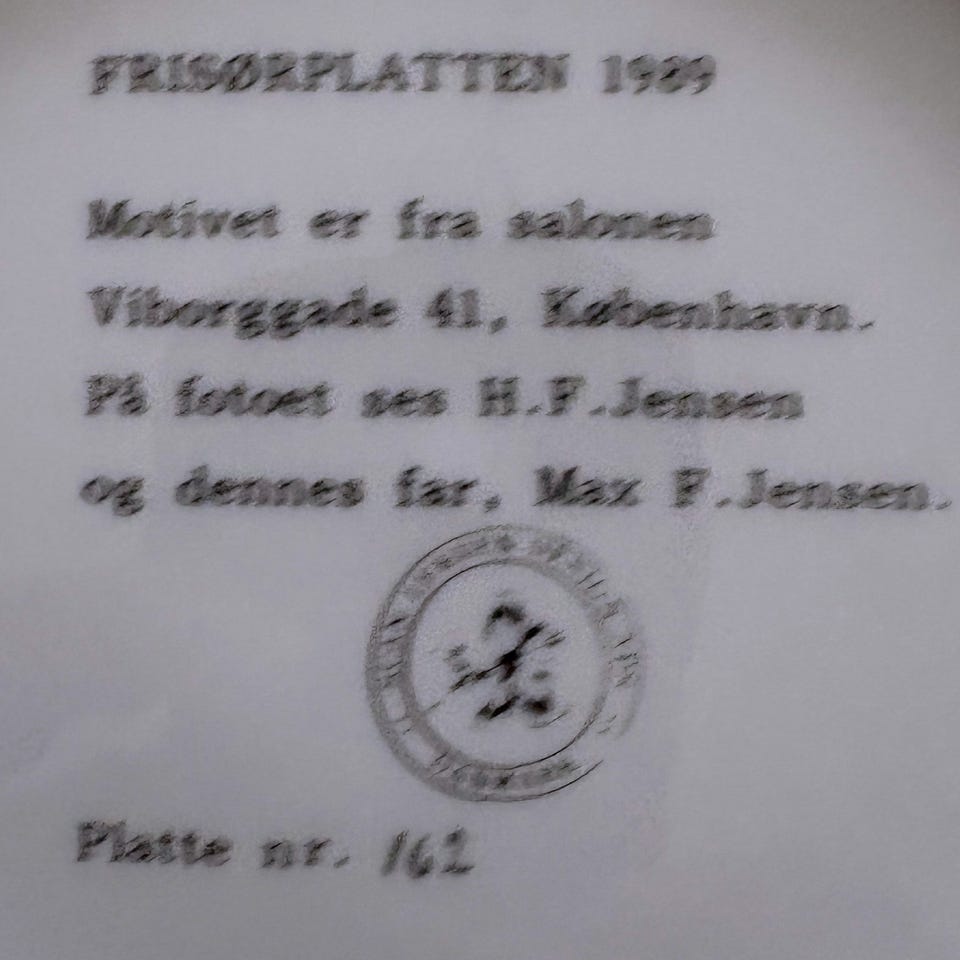 FRISØRPLATTEN 1989
Motivet er fra salonen
Viborggade 41, København.
På fotoet ses H.F.Jensen
og dennes far, Max F.Jensen.
Platte nr. 162